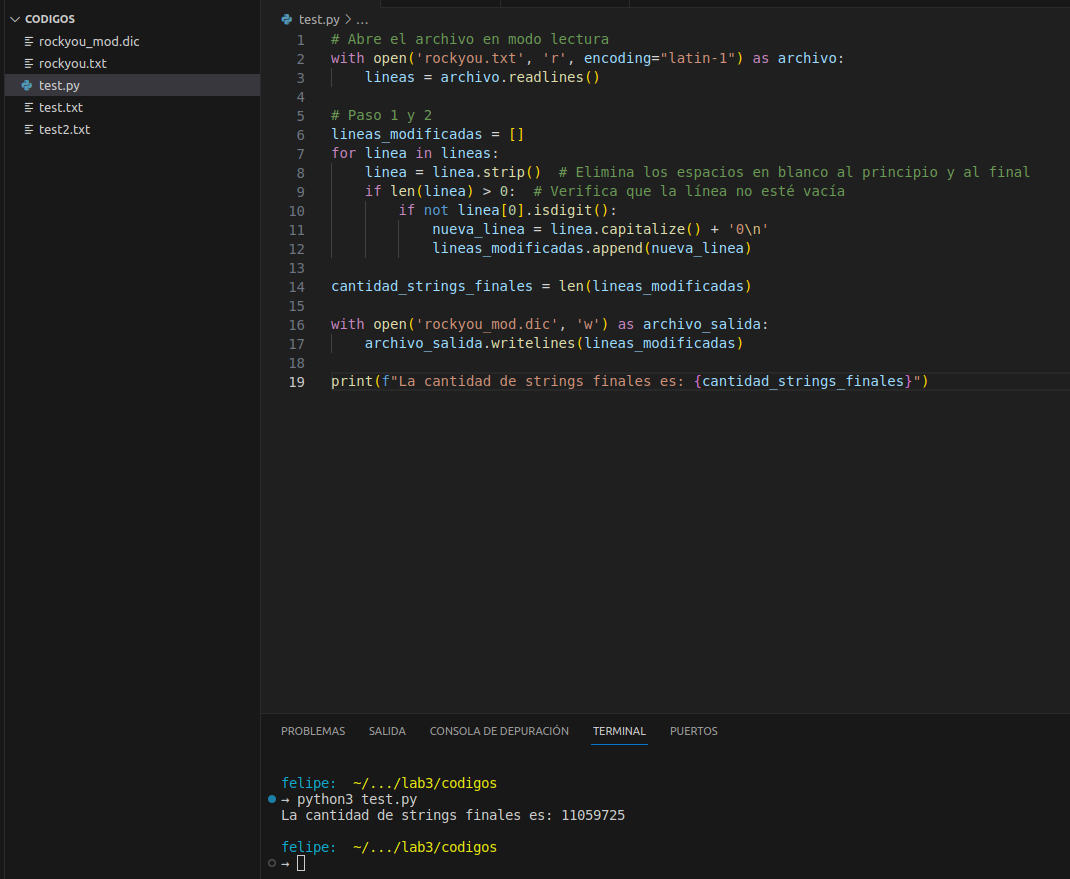 CODIGOS
rockyou_mod.dic
rockyou.txt
test.py
test.txt
test2.txt
test.py > ...
1 # Abre el archivo en modo lectura
2 with open('rockyou.txt', 'r', encoding="latin-1") as archivo:
3     lineas = archivo.readlines()
4
5 # Paso 1 y 2
6 lineas_modificadas = []
7 for linea in lineas:
8     linea = linea.strip()  # Elimina los espacios en blanco al principio y al final
9     if len(linea) > 0:  # Verifica que la línea no esté vacía
10         if not linea[0].isdigit():
11             nueva_linea = linea.capitalize() + '0\n'
12             lineas_modificadas.append(nueva_linea)
13
14 cantidad_strings_finales = len(lineas_modificadas)
15
16 with open('rockyou_mod.dic', 'w') as archivo_salida:
17     archivo_salida.writelines(lineas_modificadas)
18
19 print(f"La cantidad de strings finales es: {cantidad_strings_finales}")
PROBLEMAS SALIDA CONSOLA DE DEPURACIÓN TERMINAL PUERTOS
felipe: ~/.../lab3/codigos
→ python3 test.py
La cantidad de strings finales es: 11059725
felipe: ~/.../lab3/codigos
→